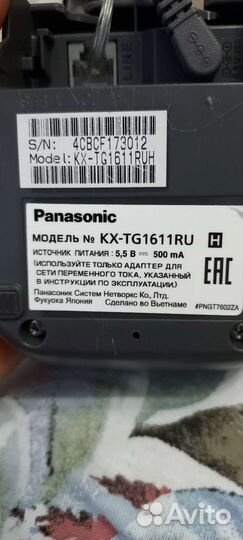 LINE
S/N: 4CBCF173012
Model:KX-TG1611RUH
Panasonic
МОДЕЛЬ № KX-TG1611RU H
ИСТОЧНИК ПИТАНИЯ : 5,5 В 500 мА
(ИСПОЛЬЗУЙТЕ ТОЛЬКО АДАПТЕР ДЛЯ
СЕТИ ПЕРЕМЕННОГО ТОКА, УКАЗАННЫЙ
В ИНСТРУКЦИИ ПО ЭКСПЛУАТАЦИИ.)
EAC
Панасоник Систем Нетворкс Ко., Лтд.
Фукуока Япония Сделано во Вьетнаме
#PNGT7602ZA
Avito